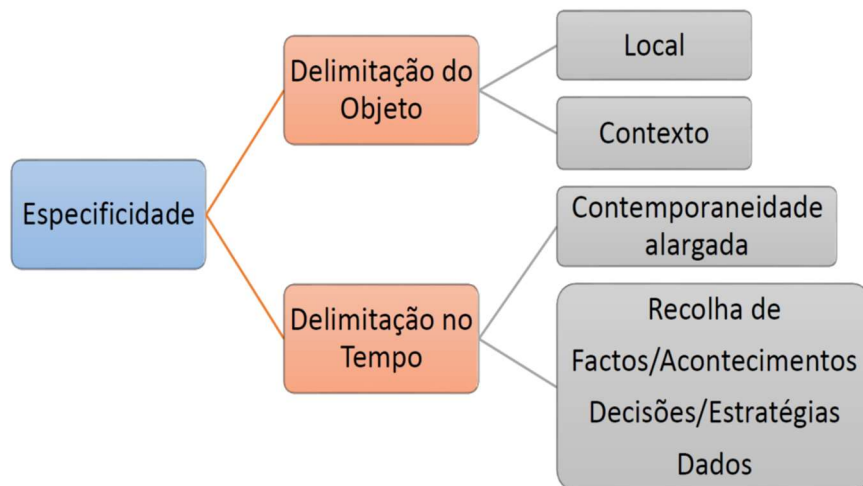 Especificidade
Delimitação do
Objeto
Local
Contexto
Delimitação no
Tempo
Contemporaneidade
alargada
Recolha de
Factos/Acontecimentos
Decisões/Estratégias
Dados